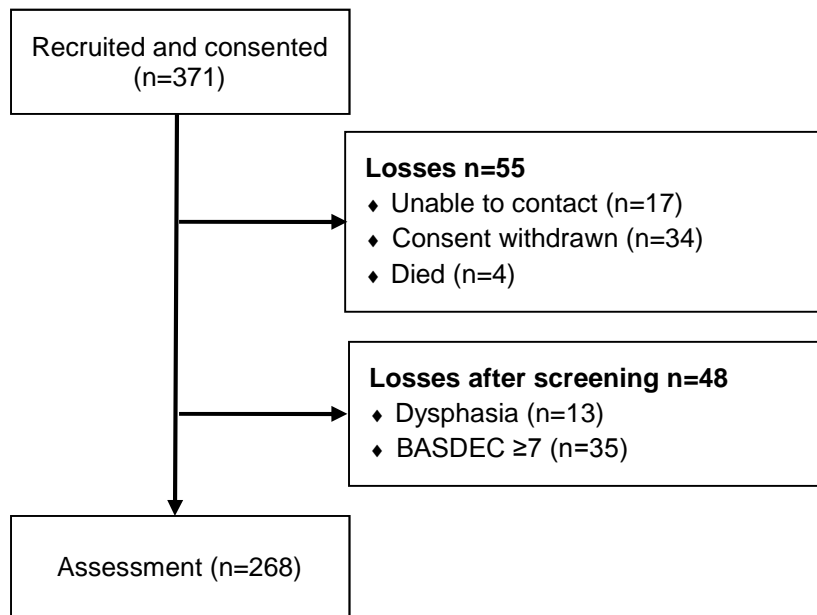 Recruited and consented
(n=371)
Losses n=55
♦ Unable to contact (n=17)
♦ Consent withdrawn (n=34)
♦ Died (n=4)
Losses after screening n=48
♦ Dysphasia (n=13)
♦ BASDEC ≥7 (n=35)
Assessment (n=268)